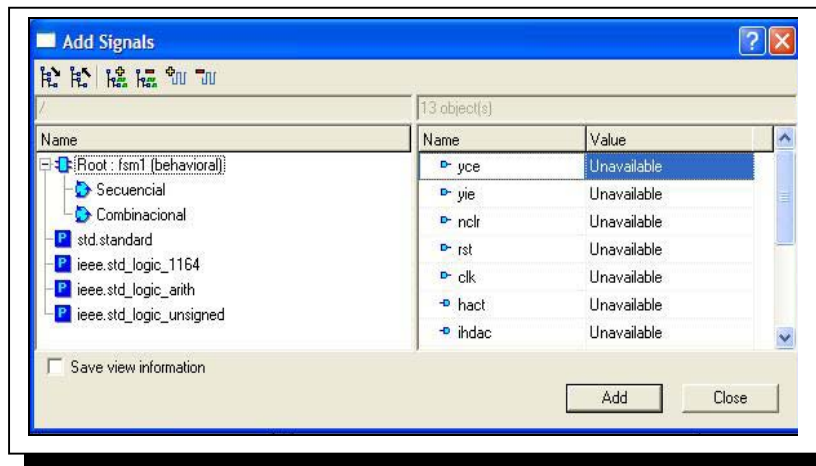 Add Signals
/
13 object(s)
Name
Root : fsm1 (behavioral)
Secuencial
Combinacional
std.standard
ieee.std_logic_1164
ieee.std_logic_arith
ieee.std_logic_unsigned
Name Value
yce Unavailable
yie Unavailable
nclr Unavailable
rst Unavailable
clk Unavailable
hact Unavailable
ihdac Unavailable
Save view information
Add Close